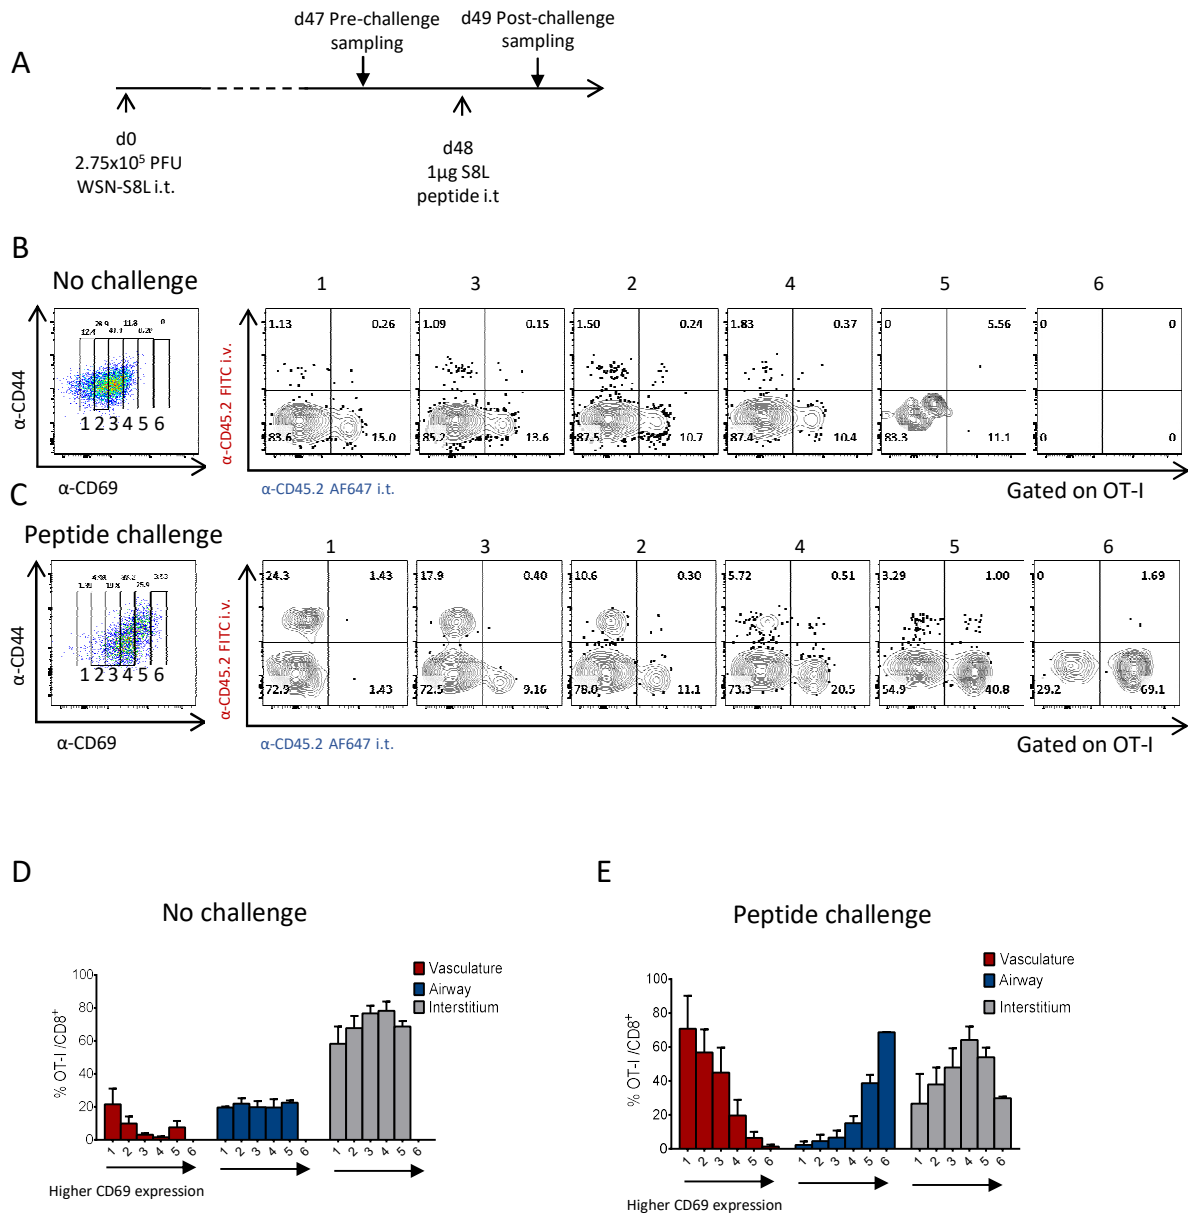 A
d47 Pre-challenge
sampling
d49 Post-challenge
sampling
d0
2.75x10⁵ PFU
WSN-S8L i.t.
d48
1µg S8L
peptide i.t
B
No challenge
α-CD44
12.4 28.9 40.9 11.8 0.28 0
1 2 3 4 5 6
α-CD69
α-CD45.2 FITC i.v.
1 3 2 4 5 6
1.13 0.26 1.09 0.15 1.50 0.24 1.83 0.37 0 5.56 0 0
83.6 15.0 85.2 13.6 87.5 10.7 87.4 10.4 83.3 11.1 0 0
α-CD45.2 AF647 i.t.
Gated on OT-I
C
Peptide challenge
α-CD44
1 2 3 4 5 6
α-CD69
α-CD45.2 FITC i.v.
1 3 2 4 5 6
24.3 1.43 17.9 0.40 10.6 0.30 5.72 0.51 3.29 1.00 0 1.69
72.9 1.43 72.5 9.16 78.0 11.1 73.3 20.5 54.9 40.8 29.2 69.1
α-CD45.2 AF647 i.t.
Gated on OT-I
D
No challenge
Vasculature
Airway
Interstitium
% OT-I /CD8⁺
100
80
60
40
20
0
1 2 3 4 5 6 1 2 3 4 5 6 1 2 3 4 5 6
Higher CD69 expression
E
Peptide challenge
Vasculature
Airway
Interstitium
% OT-I /CD8⁺
100
80
60
40
20
0
1 2 3 4 5 6 1 2 3 4 5 6 1 2 3 4 5 6
Higher CD69 expression